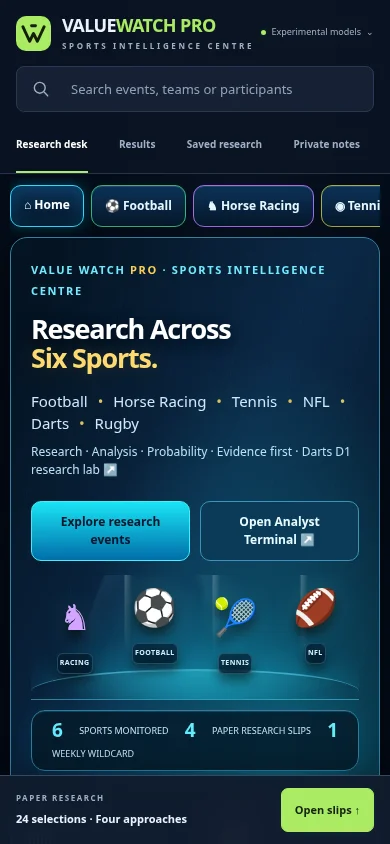 VALUEWATCH PRO
SPORTS INTELLIGENCE CENTRE
Experimental models
Search events, teams or participants
Research desk Results Saved research Private notes
Home Football Horse Racing Tenni
VALUE WATCH PRO · SPORTS INTELLIGENCE
CENTRE
Research Across
Six Sports.
Football • Horse Racing • Tennis • NFL •
Darts • Rugby
Research · Analysis · Probability · Evidence first · Darts D1
research lab ↗
Explore research
events
Open Analyst
Terminal ↗
RACING
FOOTBALL
TENNIS
NFL
6 SPORTS MONITORED 4 PAPER RESEARCH SLIPS 1
WEEKLY WILDCARD
PAPER RESEARCH
24 selections · Four approaches
Open slips ↑